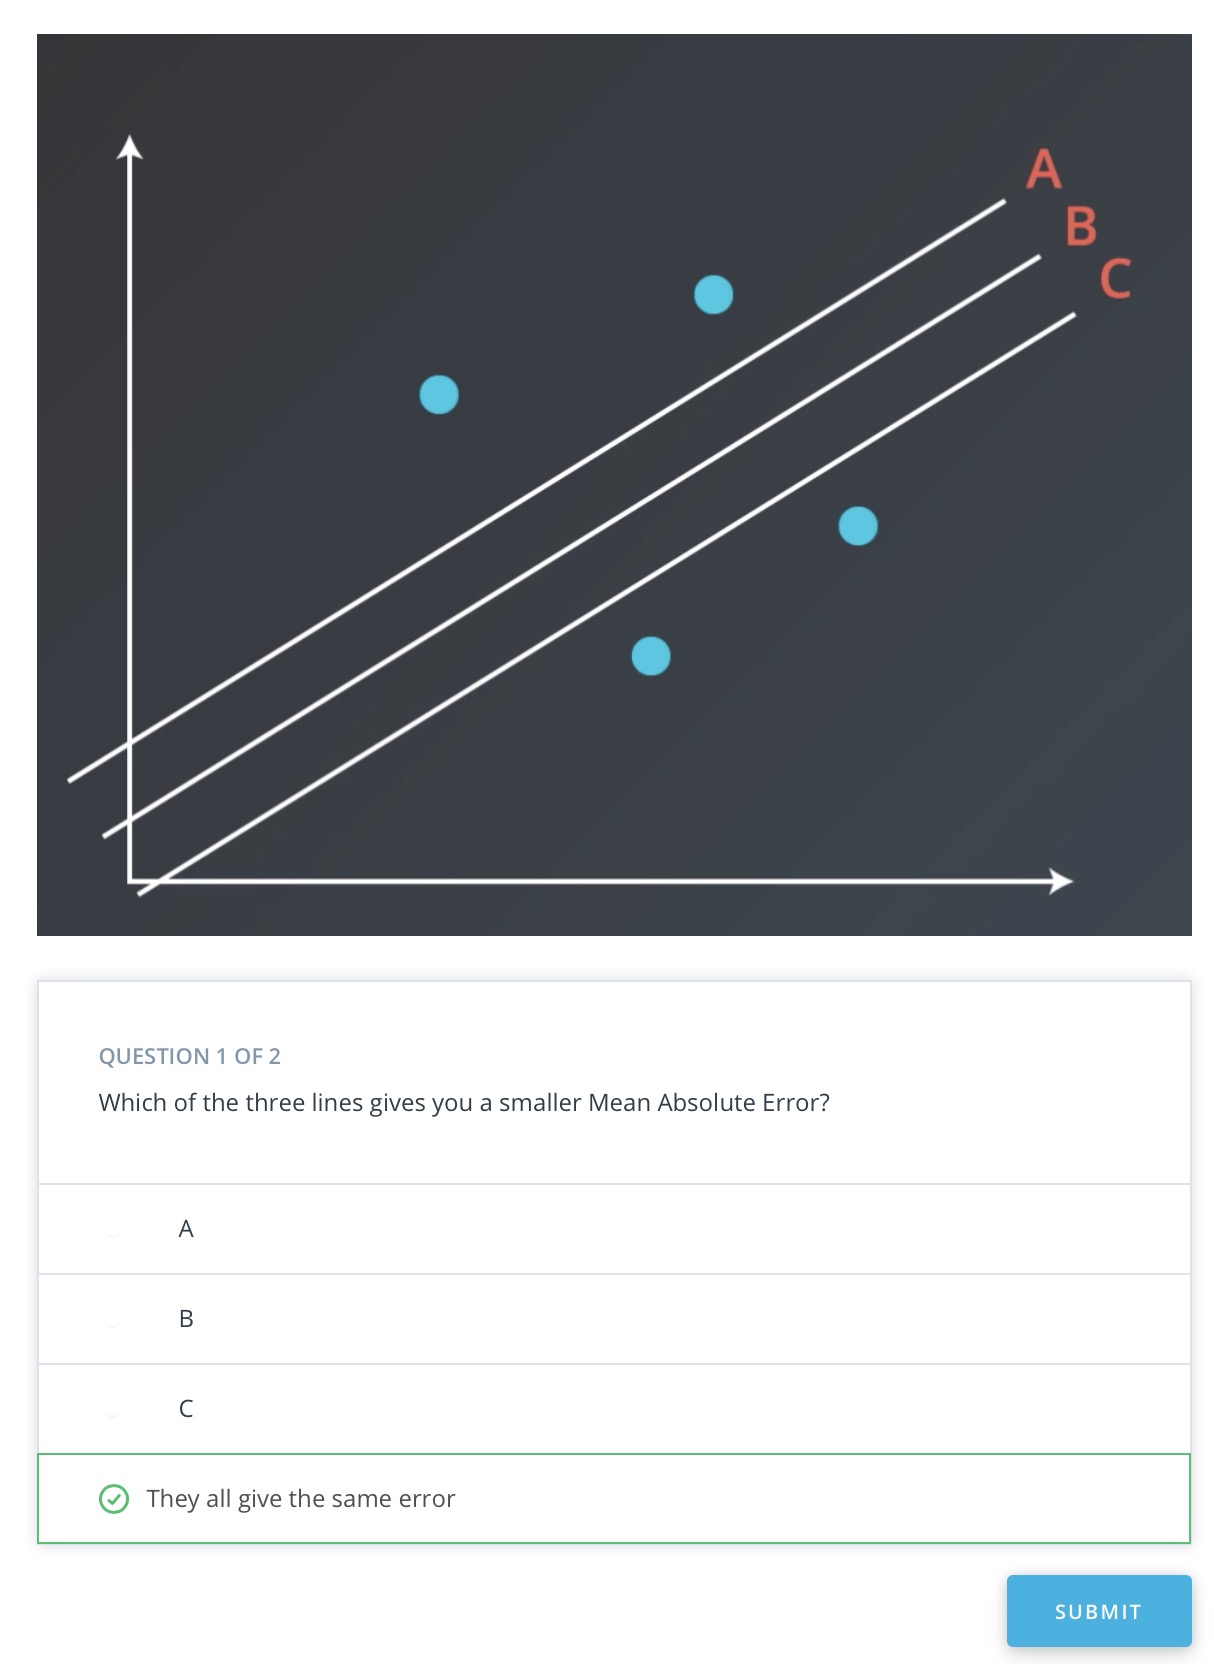 A
B
C
QUESTION 1 OF 2
Which of the three lines gives you a smaller Mean Absolute Error?
A
B
C
They all give the same error
SUBMIT